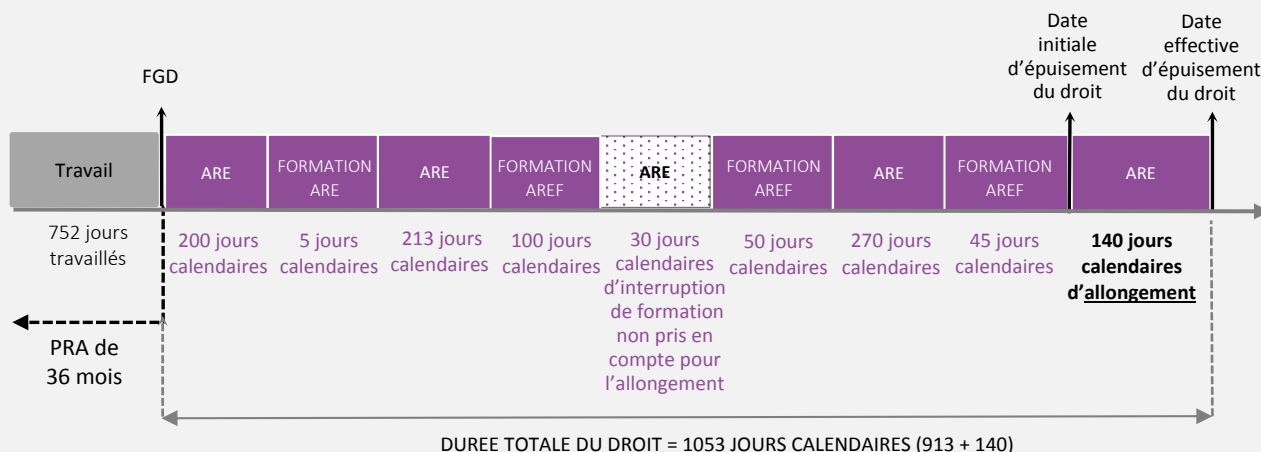 Date
initiale
d’épuisement
du droit
Date
effective
d’épuisement
du droit
FGD
Travail
ARE
FORMATION
ARE
ARE
FORMATION
AREF
ARE
FORMATION
AREF
ARE
FORMATION
AREF
ARE
752 jours
travaillés
200 jours
calendaires
5 jours
calendaires
213 jours
calendaires
100 jours
calendaires
30 jours
calendaires
d’interruption
de formation
non pris en
compte pour
l’allongement
50 jours
calendaires
270 jours
calendaires
45 jours
calendaires
140 jours
calendaires
d’allongement
PRA de
36 mois
DUREE TOTALE DU DROIT = 1053 JOURS CALENDAIRES (913 + 140)